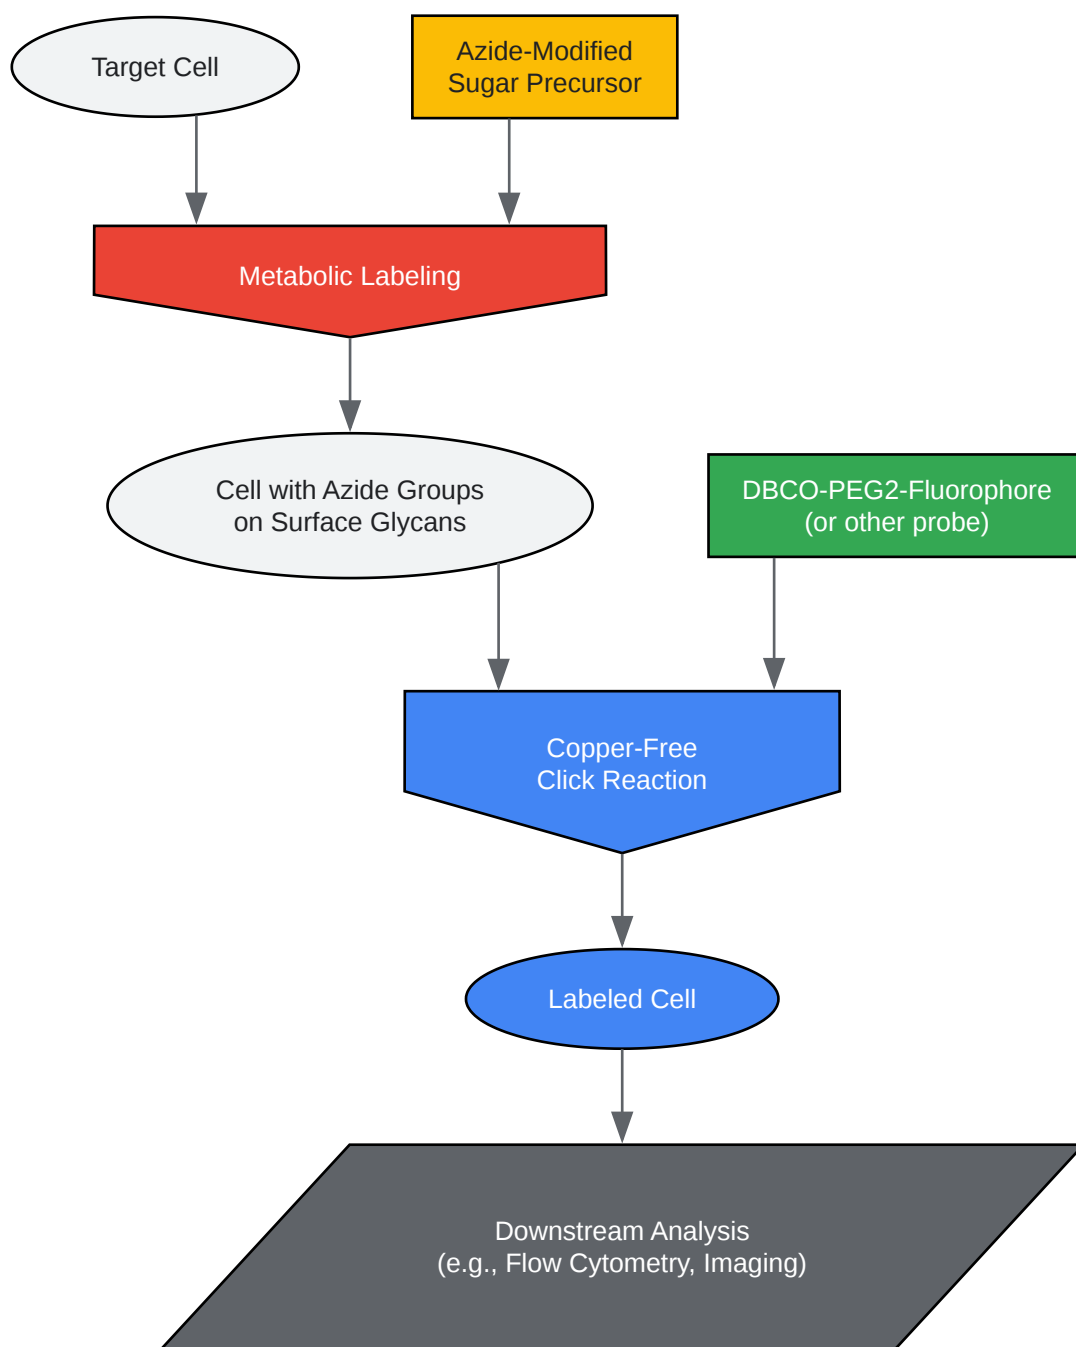 Target Cell
Azide-Modified
Sugar Precursor
Metabolic Labeling
Cell with Azide Groups
on Surface Glycans
DBCO-PEG2-Fluorophore
(or other probe)
Copper-Free
Click Reaction
Labeled Cell
Downstream Analysis
(e.g., Flow Cytometry, Imaging)